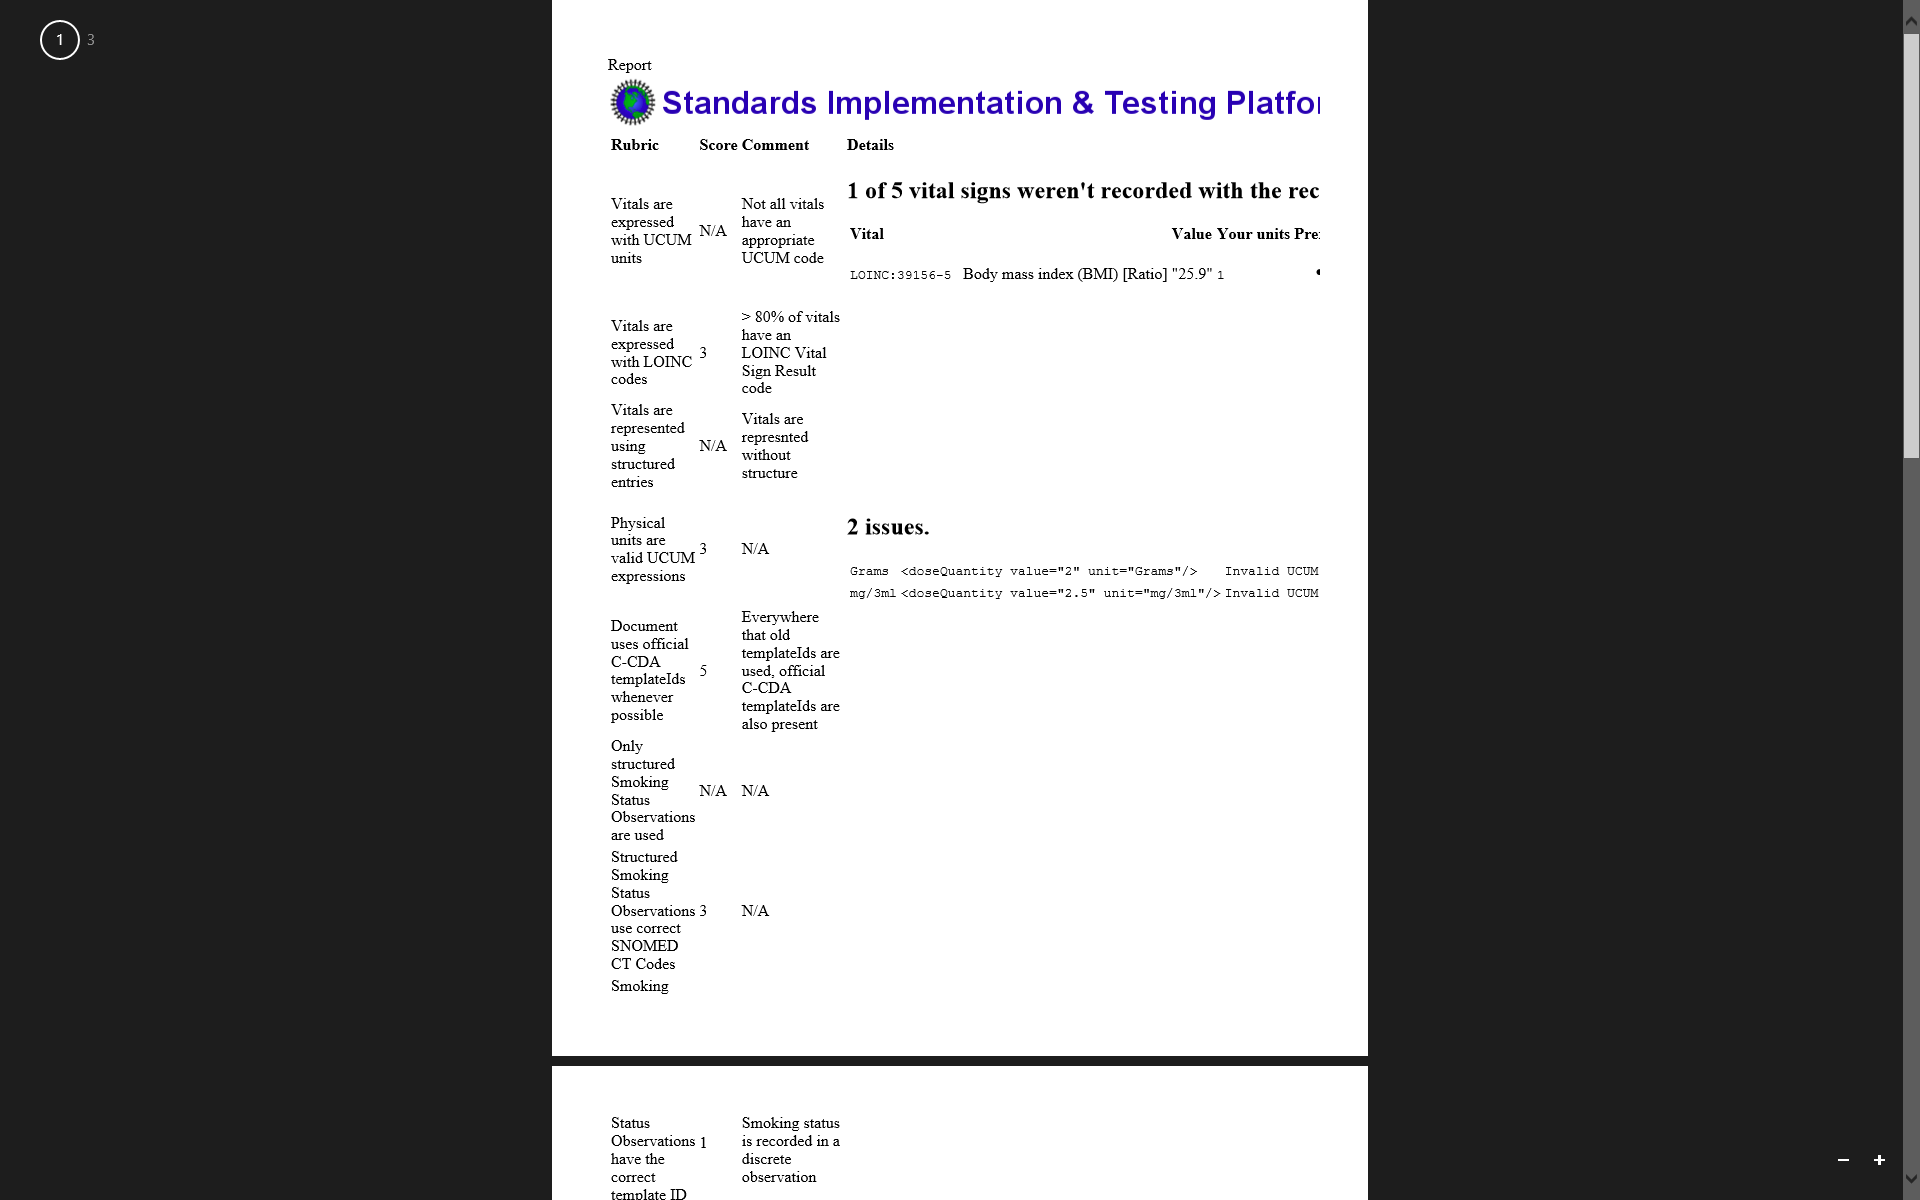 1 3
Report
Standards Implementation & Testing Platfor
Rubric Score Comment Details
Vitals are
expressed
with UCUM
units
N/A
Not all vitals
have an
appropriate
UCUM code
1 of 5 vital signs weren't recorded with the rec
Vital Value Your units Pre
LOINC:39156-5 Body mass index (BMI) [Ratio] "25.9" 1
Vitals are
expressed
with LOINC
codes
3
> 80% of vitals
have an
LOINC Vital
Sign Result
code
Vitals are
represented
using
structured
entries
N/A
Vitals are
represnted
without
structure
Physical
units are
valid UCUM
expressions
3
N/A
2 issues.
Grams <doseQuantity value="2" unit="Grams"/> Invalid UCUM
mg/3ml <doseQuantity value="2.5" unit="mg/3ml"/> Invalid UCUM
Document
uses official
C-CDA
templateIds
whenever
possible
5
Everywhere
that old
templateIds are
used, official
C-CDA
templateIds are
also present
Only
structured
Smoking
Status
Observations
are used
N/A
N/A
Structured
Smoking
Status
Observations
use correct
SNOMED
CT Codes
3
N/A
Smoking
Status
Observations
have the
correct
template ID
1
Smoking status
is recorded in a
discrete
observation